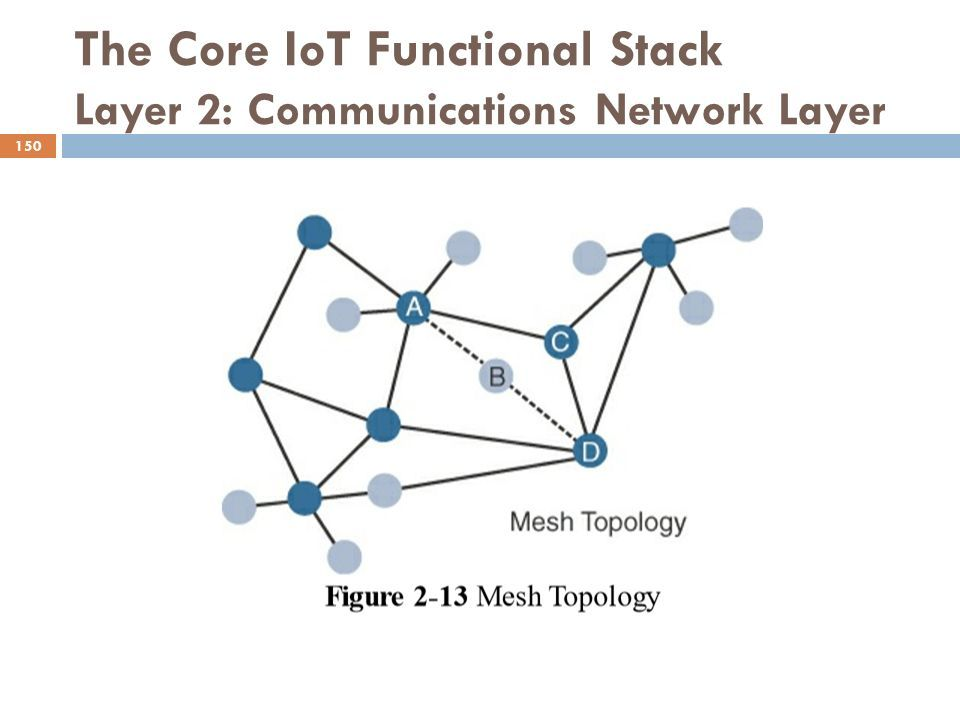 The Core IoT Functional Stack
Layer 2: Communications Network Layer
150
A
C
B
D
Mesh Topology
Figure 2-13 Mesh Topology